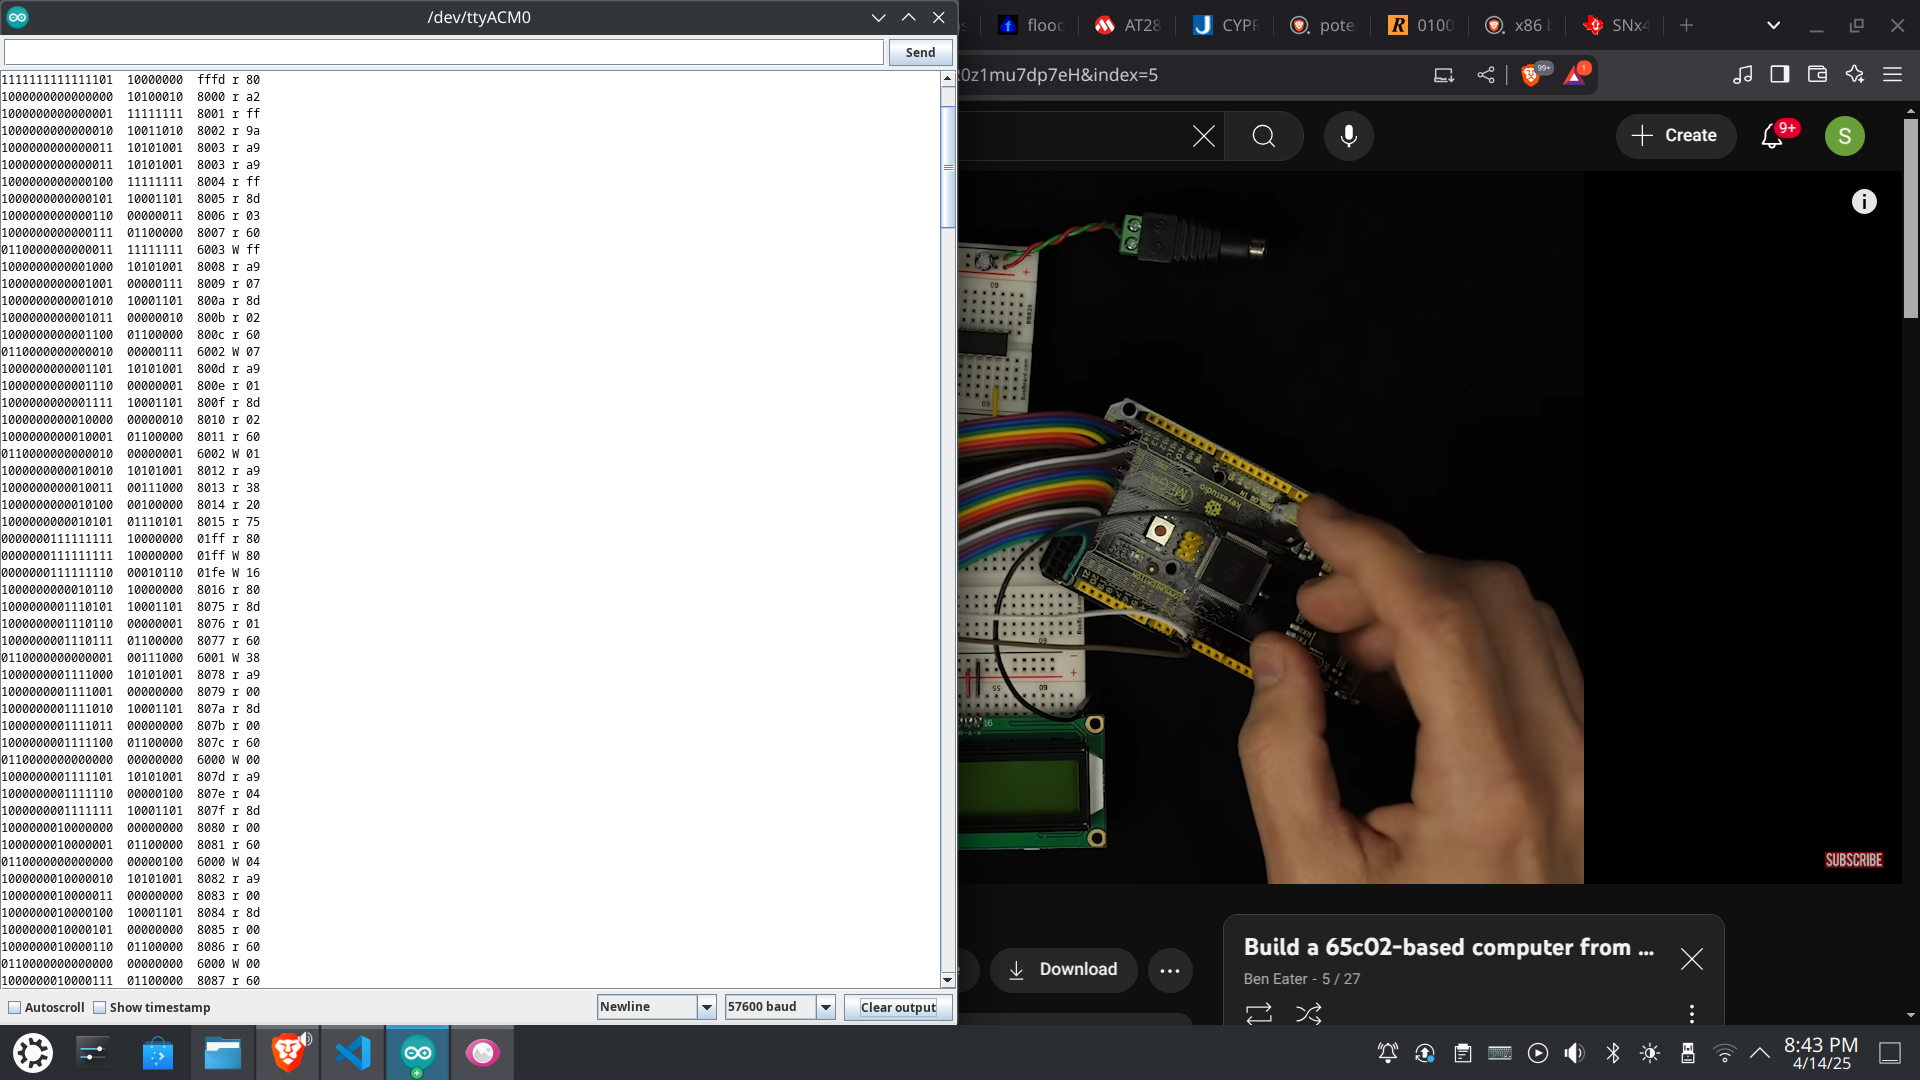 /dev/ttyACM0
Send
1111111111111101 10000000 fffd r 80
1000000000000000 10100010 8000 r a2
1000000000000001 11111111 8001 r ff
1000000000000010 10011010 8002 r 9a
1000000000000011 10101001 8003 r a9
1000000000000011 10101001 8003 r a9
1000000000000100 11111111 8004 r ff
1000000000000101 10001101 8005 r 8d
1000000000000110 00000011 8006 r 03
1000000000000111 01100000 8007 r 60
0110000000000011 11111111 6003 W ff
1000000000001000 10101001 8008 r a9
1000000000001001 00000111 8009 r 07
1000000000001010 10001101 800a r 8d
1000000000001011 00000010 800b r 02
1000000000001100 01100000 800c r 60
0110000000000010 00000111 6002 W 07
1000000000001101 10101001 800d r a9
1000000000001110 00000001 800e r 01
1000000000001111 10001101 800f r 8d
1000000000010000 00000010 8010 r 02
1000000000010001 01100000 8011 r 60
0110000000000010 00000001 6002 W 01
1000000000010010 10101001 8012 r a9
1000000000010011 00111000 8013 r 38
1000000000010100 00100000 8014 r 20
1000000000010101 01110101 8015 r 75
0000000111111111 10000000 01ff r 80
0000000111111111 10000000 01ff W 80
0000000111111110 00010110 01fe W 16
1000000000010110 10000000 8016 r 80
1000000001110101 10001101 8075 r 8d
1000000001110110 00000001 8076 r 01
1000000001110111 01100000 8077 r 60
0110000000000001 00111000 6001 W 38
1000000001111000 10101001 8078 r a9
1000000001111001 00000000 8079 r 00
1000000001111010 10001101 807a r 8d
1000000001111011 00000000 807b r 00
1000000001111100 01100000 807c r 60
0110000000000000 00000000 6000 W 00
1000000001111101 10101001 807d r a9
1000000001111110 00000100 807e r 04
1000000001111111 10001101 807f r 8d
1000000010000000 00000000 8080 r 00
1000000010000001 01100000 8081 r 60
0110000000000000 00000100 6000 W 04
1000000010000010 10101001 8082 r a9
1000000010000011 00000000 8083 r 00
1000000010000100 10001101 8084 r 8d
1000000010000101 00000000 8085 r 00
1000000010000110 01100000 8086 r 60
0110000000000000 00000000 6000 W 00
1000000010000111 01100000 8087 r 60
Autoscroll Show timestamp Newline 57600 baud Clear output
flood AT28 CYPR pote 0100 x86 SNx4
0z1mu7dp7eH&index=5 99+ 1
Create 9+ S
60
keyestudio
55 60
16
SUBSCRIBE
Download
Build a 65c02-based computer from ...
Ben Eater - 5 / 27
8:43 PM
4/14/25